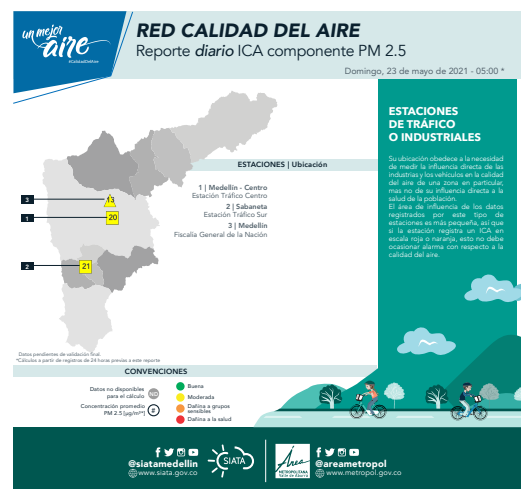 un mejor
aire
#CalidadDelAire
RED CALIDAD DEL AIRE
Reporte diario ICA componente PM 2.5
Domingo, 23 de mayo de 2021 - 05:00 *
ESTACIONES | Ubicación
1 | Medellín - Centro
Estación Tráfico Centro
2 | Sabaneta
Estación Tráfico Sur
3 | Medellín
Fiscalía General de la Nación
3
13
1
20
2
21
Datos pendientes de validación final.
*Cálculos a partir de registros de 24 horas previas a este reporte
ESTACIONES
DE TRÁFICO
O INDUSTRIALES
Su ubicación obedece a la necesidad
de medir la influencia directa de las
industrias y los vehículos en la calidad
del aire de una zona en particular,
mas no de su influencia directa a la
salud de la población.
El área de influencia de los datos
registrados por este tipo de
estaciones es más pequeña, así que
si la estación registra un ICA en
escala roja o naranja, esto no debe
ocasionar alarma con respecto a la
calidad del aire.
CONVENCIONES
Datos no disponibles
para el cálculo
ND
Concentración promedio
PM 2.5 (µg/m³)
#
Buena
Moderada
Dañina a grupos
sensibles
Dañina a la salud
@siatamedellin
www.siata.gov.co
SIATA
Área
METROPOLITANA
Valle de Aburrá
@areametropol
www.metropol.gov.co